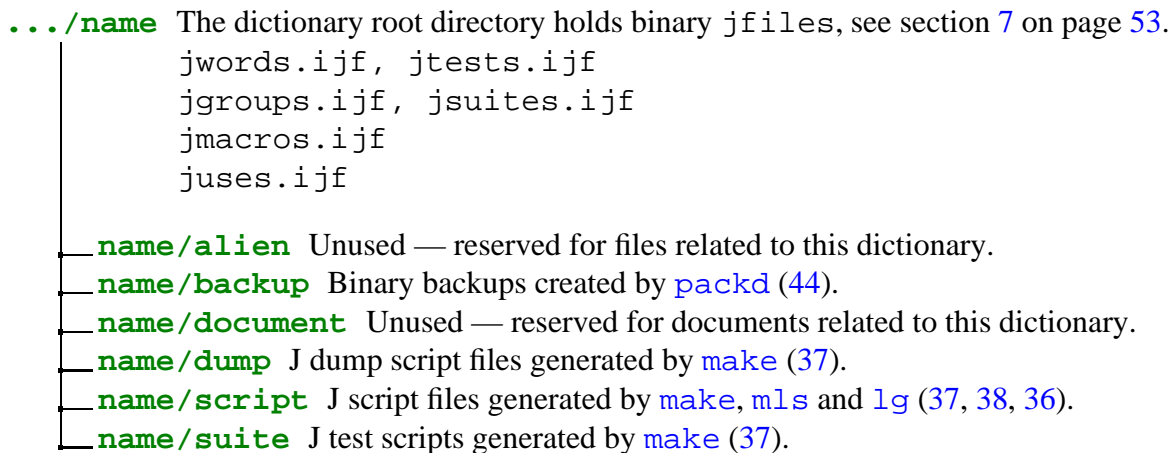 .../name The dictionary root directory holds binary jfiles, see section 7 on page 53.
jwords.ijf, jtests.ijf
jgroups.ijf, jsuites.ijf
jmacros.ijf
juses.ijf
name/alien Unused — reserved for files related to this dictionary.
name/backup Binary backups created by packd (44).
name/document Unused — reserved for documents related to this dictionary.
name/dump J dump script files generated by make (37).
name/script J script files generated by make, mls and lg (37, 38, 36).
name/suite J test scripts generated by make (37).